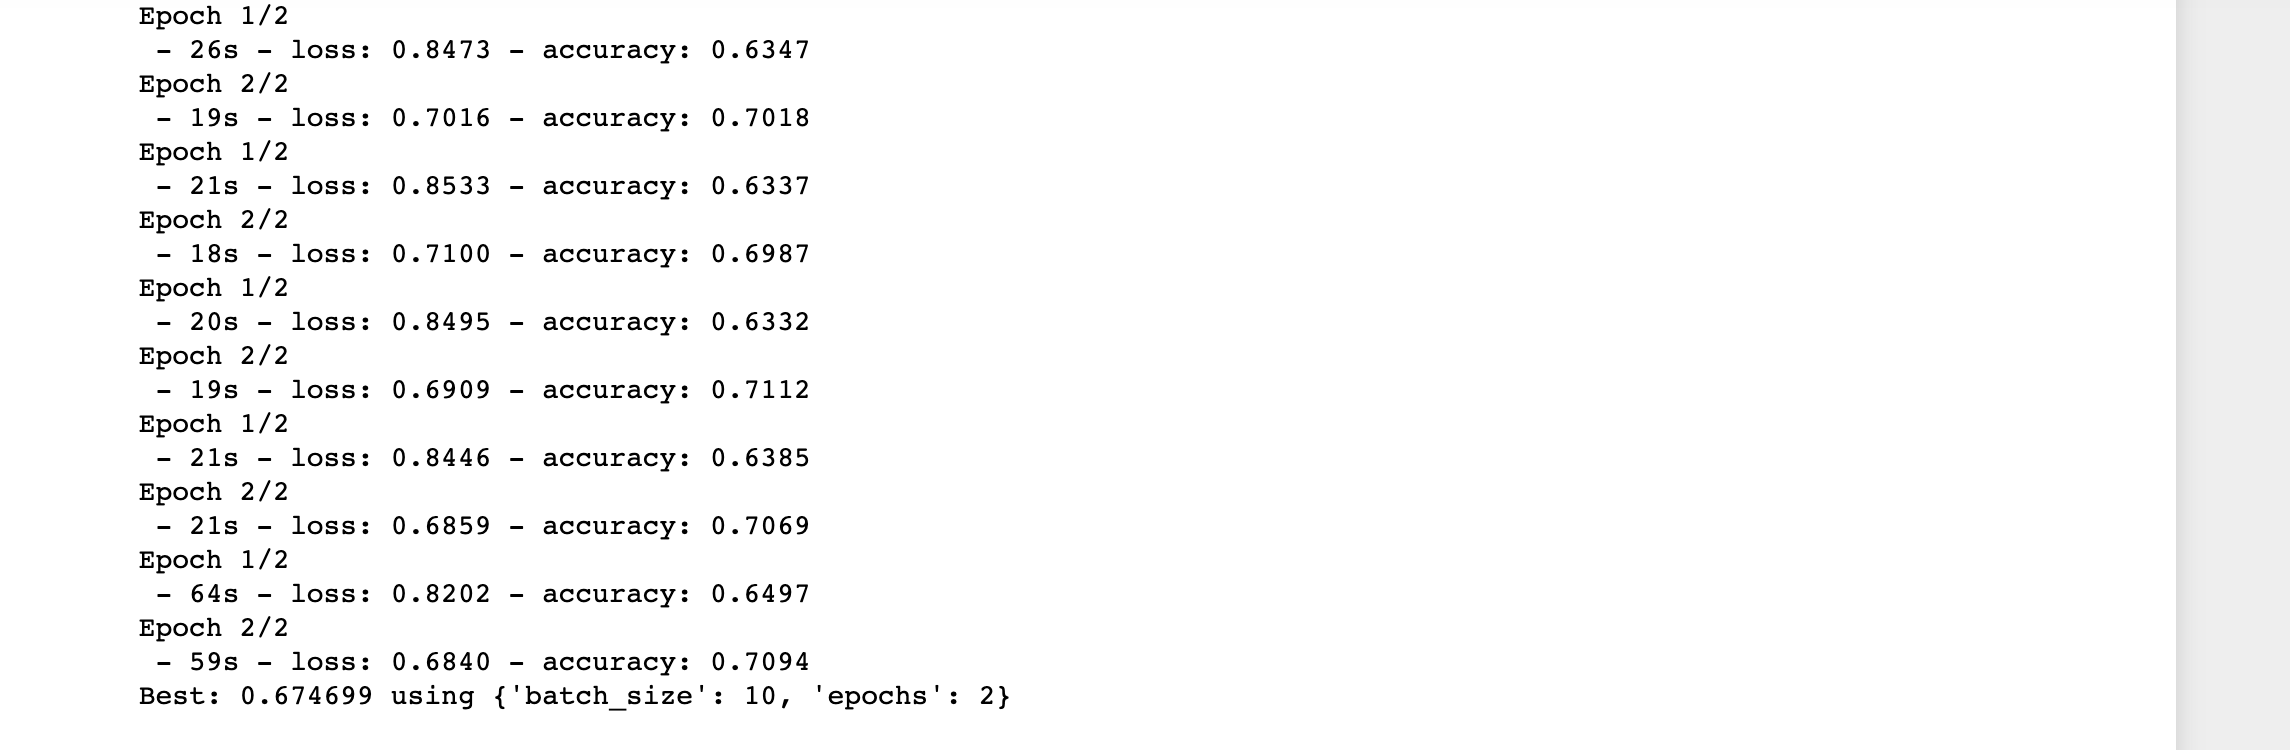 Epoch 1/2
 - 26s - loss: 0.8473 - accuracy: 0.6347
Epoch 2/2
 - 19s - loss: 0.7016 - accuracy: 0.7018
Epoch 1/2
 - 21s - loss: 0.8533 - accuracy: 0.6337
Epoch 2/2
 - 18s - loss: 0.7100 - accuracy: 0.6987
Epoch 1/2
 - 20s - loss: 0.8495 - accuracy: 0.6332
Epoch 2/2
 - 19s - loss: 0.6909 - accuracy: 0.7112
Epoch 1/2
 - 21s - loss: 0.8446 - accuracy: 0.6385
Epoch 2/2
 - 21s - loss: 0.6859 - accuracy: 0.7069
Epoch 1/2
 - 64s - loss: 0.8202 - accuracy: 0.6497
Epoch 2/2
 - 59s - loss: 0.6840 - accuracy: 0.7094
Best: 0.674699 using {'batch_size': 10, 'epochs': 2}